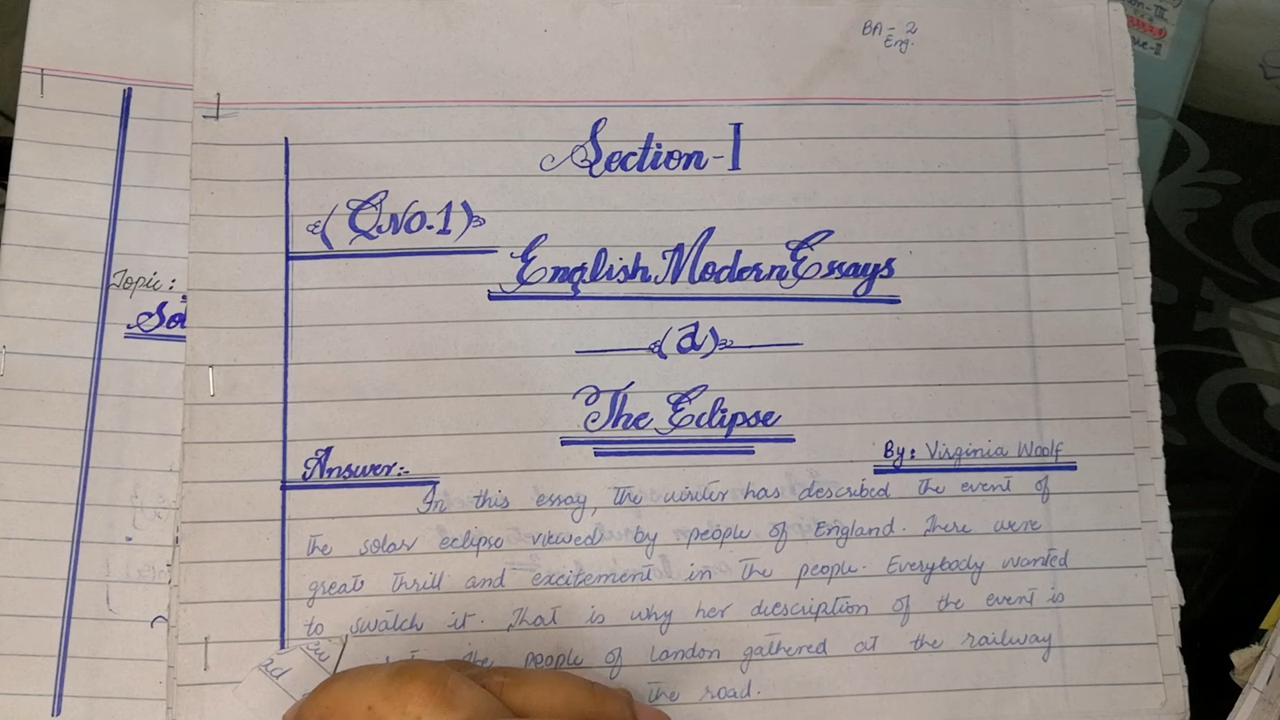 BA - 2
Eng.
Section-I
(Q.No.1)
English Modern Essays
(a)
The Eclipse
Answer:-
By: Virginia Woolf
In this essay, the writer has described the event of
the solar eclipse viewed by people of England. There were
great thrill and excitement in the people. Everybody wanted
to swatch it. That is why her description of the event is
the people of London gathered at the railway
the road.
Topic:
Sol